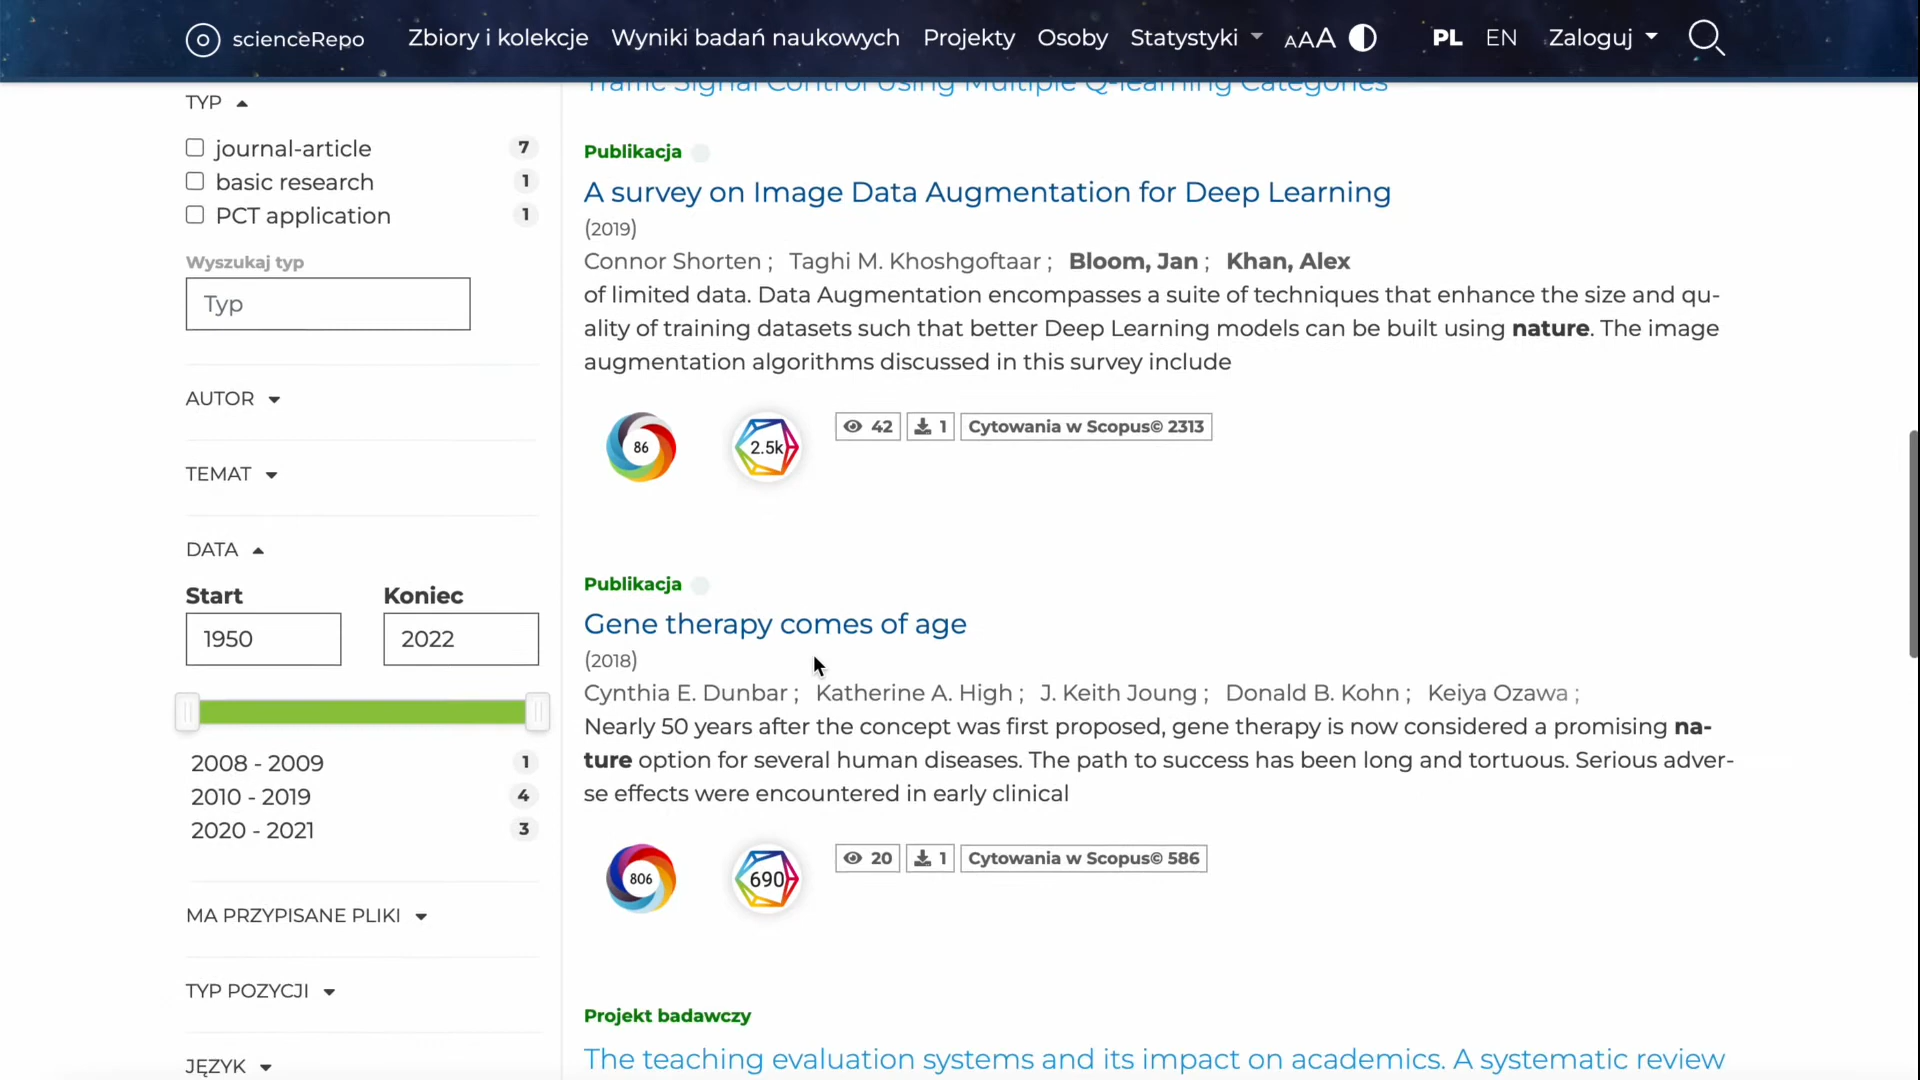 scienceRepo
Zbiory i kolekcje
Wyniki badań naukowych
Projekty
Osoby
Statystyki
AAA
PL
EN
Zaloguj
TYP
journal-article 7
basic research 1
PCT application 1
Wyszukaj typ
Typ
AUTOR
TEMAT
DATA
Start
Koniec
1950
2022
2008 - 2009 1
2010 - 2019 4
2020 - 2021 3
MA PRZYPISANE PLIKI
TYP POZYCJI
JĘZYK
Traffic Signal Control Using Multiple Q-learning Categories
Publikacja
A survey on Image Data Augmentation for Deep Learning
(2019)
Connor Shorten ; Taghi M. Khoshgoftaar ; Bloom, Jan ; Khan, Alex
of limited data. Data Augmentation encompasses a suite of techniques that enhance the size and qu-
ality of training datasets such that better Deep Learning models can be built using nature. The image
augmentation algorithms discussed in this survey include
86
2.5k
42
1
Cytowania w Scopus© 2313
Publikacja
Gene therapy comes of age
(2018)
Cynthia E. Dunbar ; Katherine A. High ; J. Keith Joung ; Donald B. Kohn ; Keiya Ozawa ;
Nearly 50 years after the concept was first proposed, gene therapy is now considered a promising na-
ture option for several human diseases. The path to success has been long and tortuous. Serious adver-
se effects were encountered in early clinical
806
690
20
1
Cytowania w Scopus© 586
Projekt badawczy
The teaching evaluation systems and its impact on academics. A systematic review